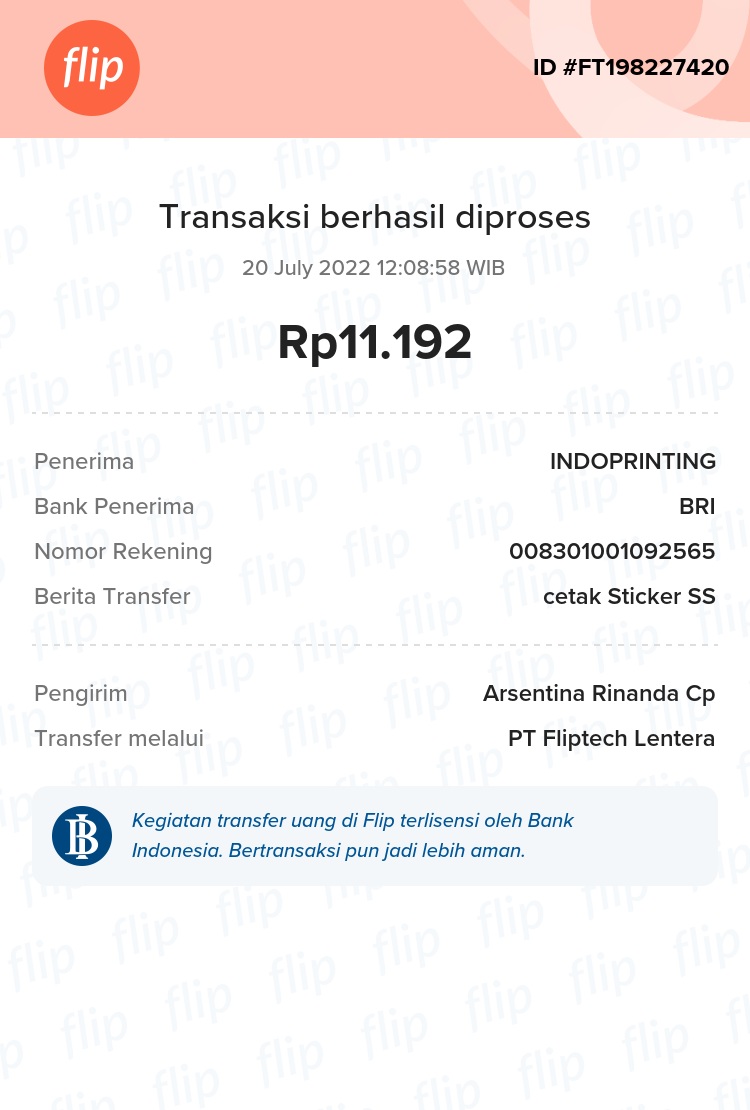 flip
ID #FT198227420
Transaksi berhasil diproses
20 July 2022 12:08:58 WIB
Rp11.192
Penerima INDOPRINTING
Bank Penerima BRI
Nomor Rekening 008301001092565
Berita Transfer cetak Sticker SS
Pengirim Arsentina Rinanda Cp
Transfer melalui PT Fliptech Lentera
Kegiatan transfer uang di Flip terlisensi oleh Bank
Indonesia. Bertransaksi pun jadi lebih aman.